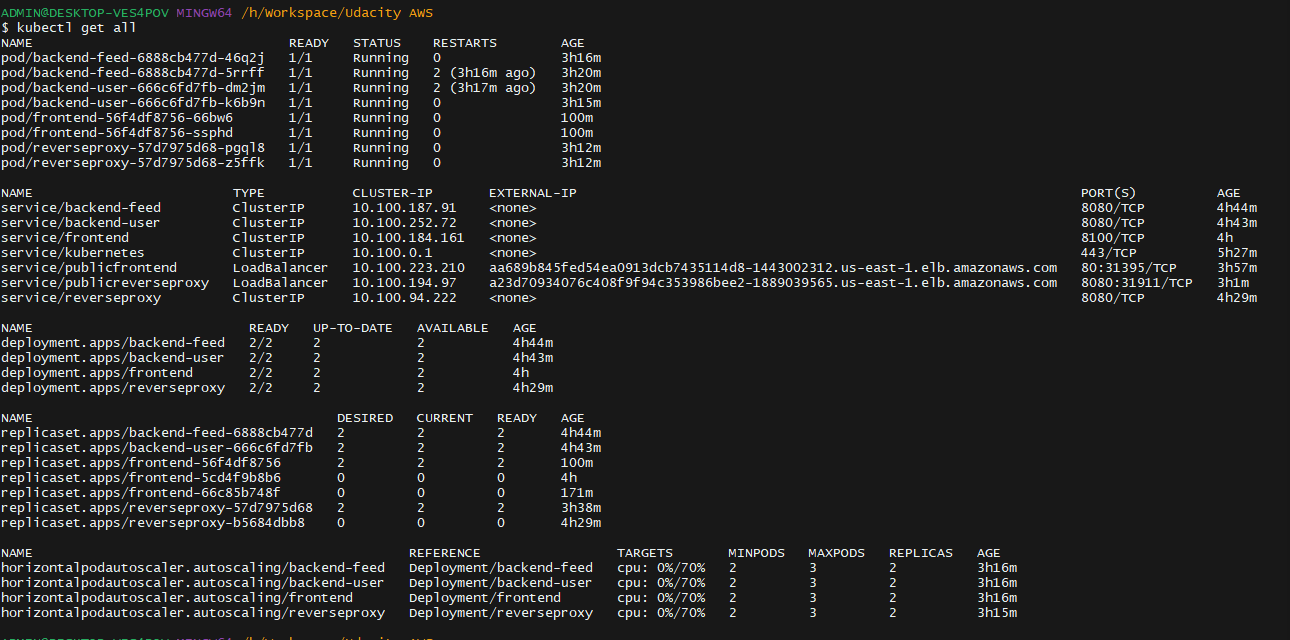 ADMIN@DESKTOP-VES4POV MINGW64 /h/Workspace/Udacity AWS
$ kubectl get all
NAME READY STATUS RESTARTS AGE
pod/backend-feed-6888cb477d-46q2j 1/1 Running 0 3h16m
pod/backend-feed-6888cb477d-5rrff 1/1 Running 2 (3h16m ago) 3h20m
pod/backend-user-666c6fd7fb-dm2jm 1/1 Running 2 (3h17m ago) 3h20m
pod/backend-user-666c6fd7fb-k6b9n 1/1 Running 0 3h15m
pod/frontend-56f4df8756-66bw6 1/1 Running 0 100m
pod/frontend-56f4df8756-ssphd 1/1 Running 0 100m
pod/reverseproxy-57d7975d68-pgql8 1/1 Running 0 3h12m
pod/reverseproxy-57d7975d68-z5ffk 1/1 Running 0 3h12m
NAME TYPE CLUSTER-IP EXTERNAL-IP PORT(S) AGE
service/backend-feed ClusterIP 10.100.187.91 <none> 8080/TCP 4h44m
service/backend-user ClusterIP 10.100.252.72 <none> 8080/TCP 4h43m
service/frontend ClusterIP 10.100.184.161 <none> 8100/TCP 4h
service/kubernetes ClusterIP 10.100.0.1 <none> 443/TCP 5h27m
service/publicfrontend LoadBalancer 10.100.223.210 aa689b845fed54ea0913dcb7435114d8-1443002312.us-east-1.elb.amazonaws.com 80:31395/TCP 3h57m
service/publicreverseproxy LoadBalancer 10.100.194.97 a23d70934076c408f9f94c353986bee2-1889039565.us-east-1.elb.amazonaws.com 8080:31911/TCP 3h1m
service/reverseproxy ClusterIP 10.100.94.222 <none> 8080/TCP 4h29m
NAME READY UP-TO-DATE AVAILABLE AGE
deployment.apps/backend-feed 2/2 2 2 4h44m
deployment.apps/backend-user 2/2 2 2 4h43m
deployment.apps/frontend 2/2 2 2 4h
deployment.apps/reverseproxy 2/2 2 2 4h29m
NAME DESIRED CURRENT READY AGE
replicaset.apps/backend-feed-6888cb477d 2 2 2 4h44m
replicaset.apps/backend-user-666c6fd7fb 2 2 2 4h43m
replicaset.apps/frontend-56f4df8756 2 2 2 100m
replicaset.apps/frontend-5cd4f9b8b6 0 0 0 4h
replicaset.apps/frontend-66c85b748f 0 0 0 171m
replicaset.apps/reverseproxy-57d7975d68 2 2 2 3h38m
replicaset.apps/reverseproxy-b5684dbb8 0 0 0 4h29m
NAME REFERENCE TARGETS MINPODS MAXPODS REPLICAS AGE
horizontalpodautoscaler.autoscaling/backend-feed Deployment/backend-feed cpu: 0%/70% 2 3 2 3h16m
horizontalpodautoscaler.autoscaling/backend-user Deployment/backend-user cpu: 0%/70% 2 3 2 3h16m
horizontalpodautoscaler.autoscaling/frontend Deployment/frontend cpu: 0%/70% 2 3 2 3h16m
horizontalpodautoscaler.autoscaling/reverseproxy Deployment/reverseproxy cpu: 0%/70% 2 3 2 3h15m